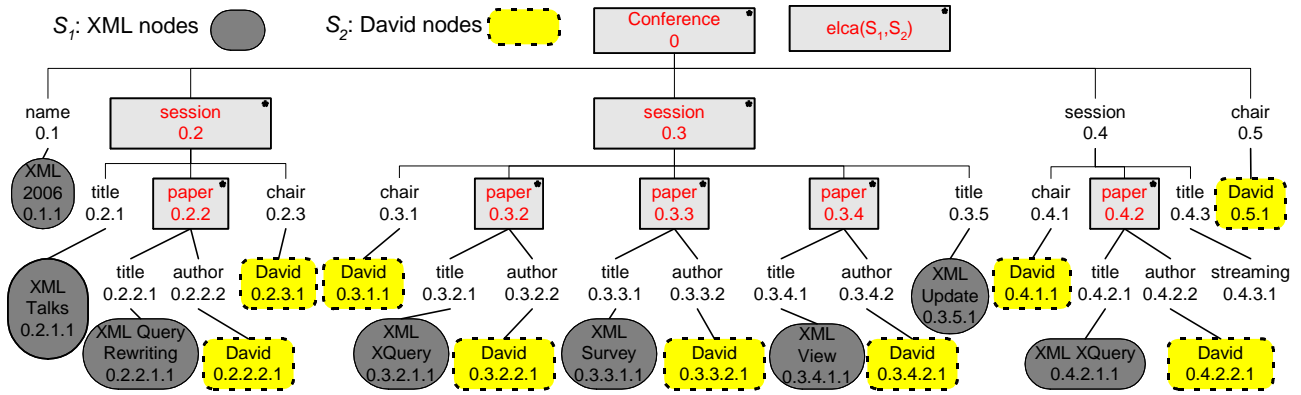 S1: XML nodes
S2: David nodes
Conference
0
elca(S1,S2)
name
0.1
session
0.2
session
0.3
session
0.4
chair
0.5
XML
2006
0.1.1
title
0.2.1
paper
0.2.2
chair
0.2.3
chair
0.3.1
paper
0.3.2
paper
0.3.3
paper
0.3.4
title
0.3.5
chair
0.4.1
paper
0.4.2
title
0.4.3
David
0.5.1
XML
Talks
0.2.1.1
title
0.2.2.1
author
0.2.2.2
David
0.2.3.1
David
0.3.1.1
title
0.3.2.1
author
0.3.2.2
title
0.3.3.1
author
0.3.3.2
title
0.3.4.1
author
0.3.4.2
XML
Update
0.3.5.1
David
0.4.1.1
title
0.4.2.1
author
0.4.2.2
streaming
0.4.3.1
XML Query
Rewriting
0.2.2.1.1
David
0.2.2.2.1
XML
XQuery
0.3.2.1.1
David
0.3.2.2.1
XML
Survey
0.3.3.1.1
David
0.3.3.2.1
XML
View
0.3.4.1.1
David
0.3.4.2.1
XML XQuery
0.4.2.1.1
David
0.4.2.2.1